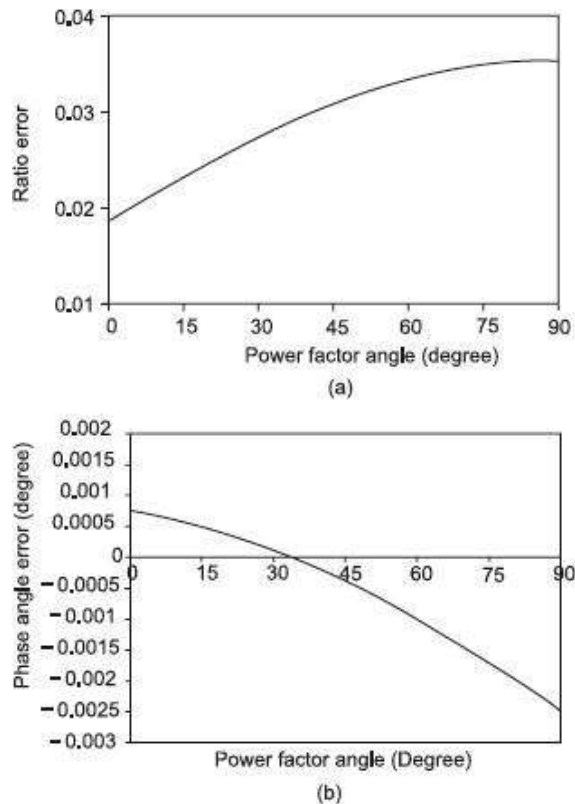 0.04
0.03
0.02
0.01
Ratio error
0 15 30 45 60 75 90
Power factor angle (degree)
(a)
0.002
0.0015
0.001
0.0005
0
−0.0005
−0.001
−0.0015
−0.002
−0.0025
−0.003
Phase angle error (degree)
0 15 30 45 60 75 90
Power factor angle (Degree)
(b)